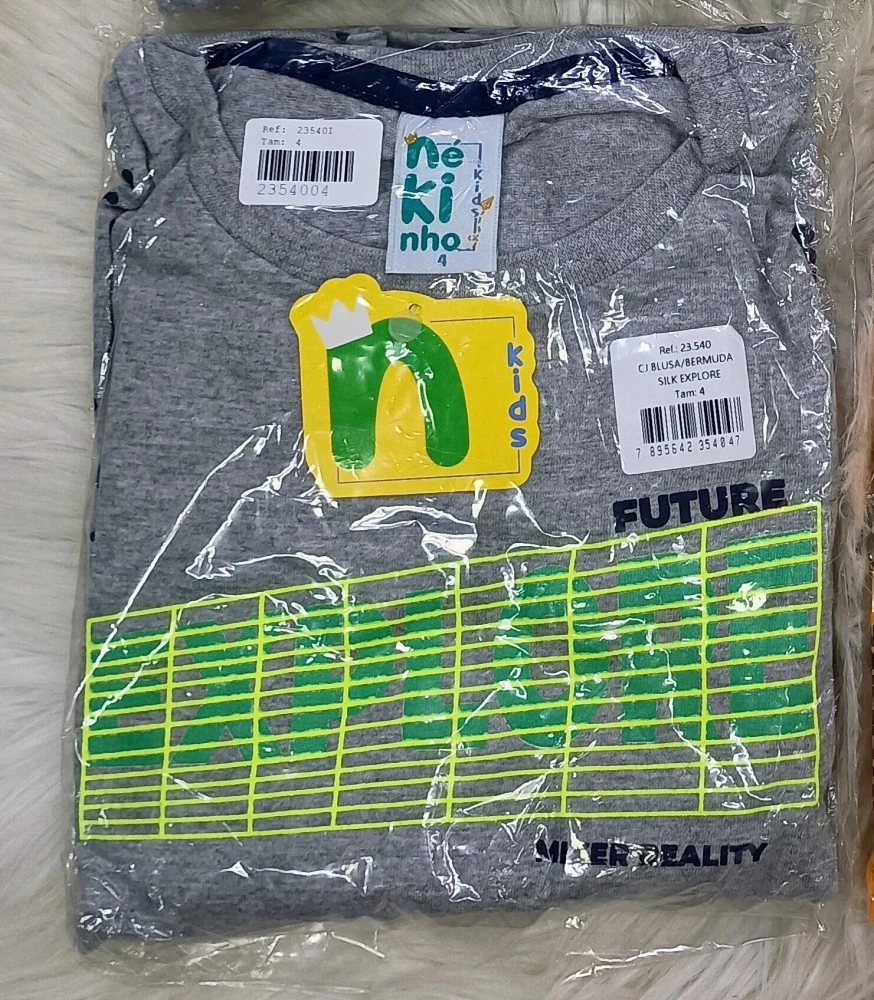 Ref: 23540I
Tam: 4
2354004
né
ki
nho
kids
4
n
kids
Ref.: 23.540
CJ BLUSA/BERMUDA
SILK EXPLORE
Tam: 4
7 895642 354047
FUTURE
EXPLORE
MIXER REALITY